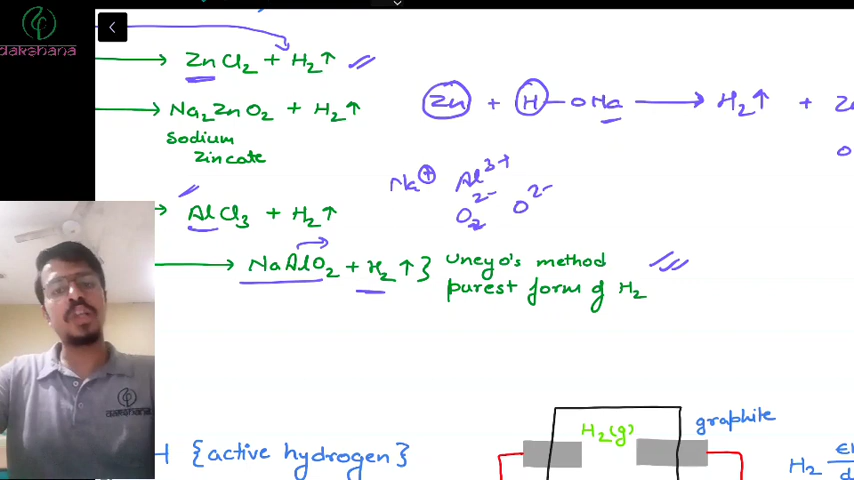 dakshana
ZnCl2 + H2↑
Na2ZnO2 + H2↑
Sodium
Zincate
Zn + H—ONa → H2↑ +
Na⊕ Al3+
O2 2- O2-
AlCl3 + H2↑
NaAlO2 + H2↑} Uneyo's method
purest form of H2
{active hydrogen}
H2(g)
graphite
H2
dakshana